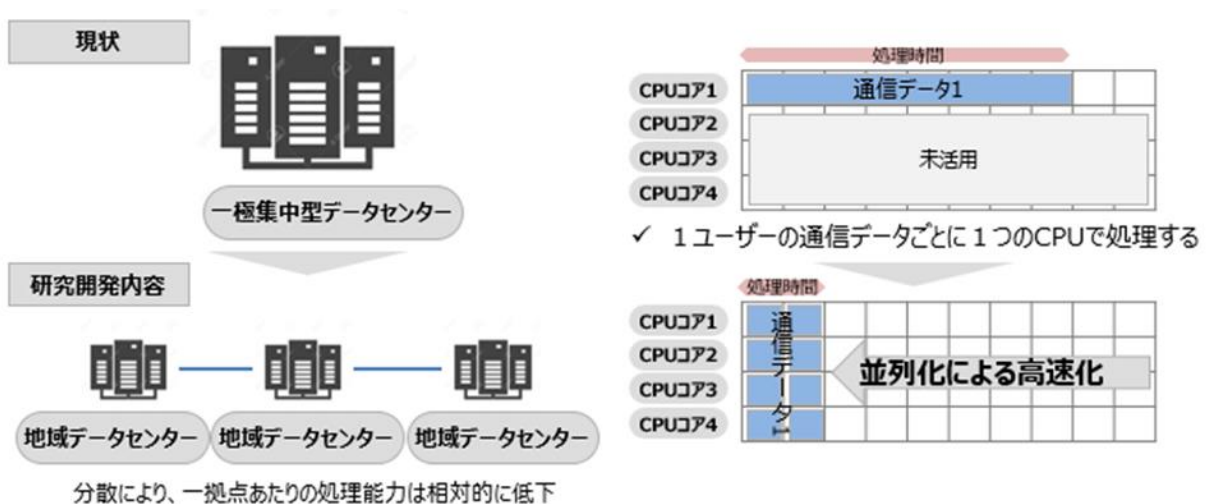 現状
一極集中型データセンター
研究開発内容
地域データセンター
地域データセンター
地域データセンター
分散により、一拠点あたりの処理能力は相対的に低下
処理時間
CPUコア1
通信データ1
CPUコア2
CPUコア3
未活用
CPUコア4
✓ １ユーザーの通信データごとに１つのCPUで処理する
処理時間
CPUコア1
CPUコア2
CPUコア3
CPUコア4
通信データ1
並列化による高速化